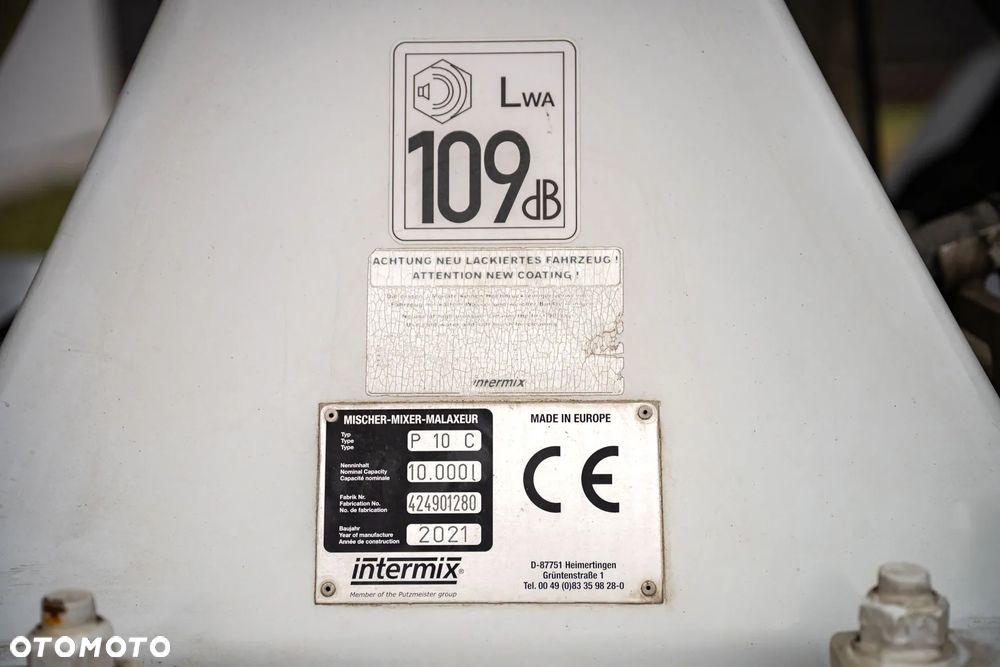 LWA
109dB
ACHTUNG NEU LACKIERTES FAHRZEUG !
ATTENTION NEW COATING !
intermix
MISCHER-MIXER-MALAXEUR
Typ
Type
Type
P 10 C
Nenninhalt
Nominal Capacity
Capacité nominale
10.000l
Fabrik Nr.
Fabrication No.
No. de fabrication
424901280
Baujahr
Year of manufacture
Année de construction
2021
intermix®
Member of the Putzmeister group
MADE IN EUROPE
CE
D-87751 Heimertingen
Grüntenstraße 1
Tel. 00 49 (0)83 35 98 28-0
OTOMOTO